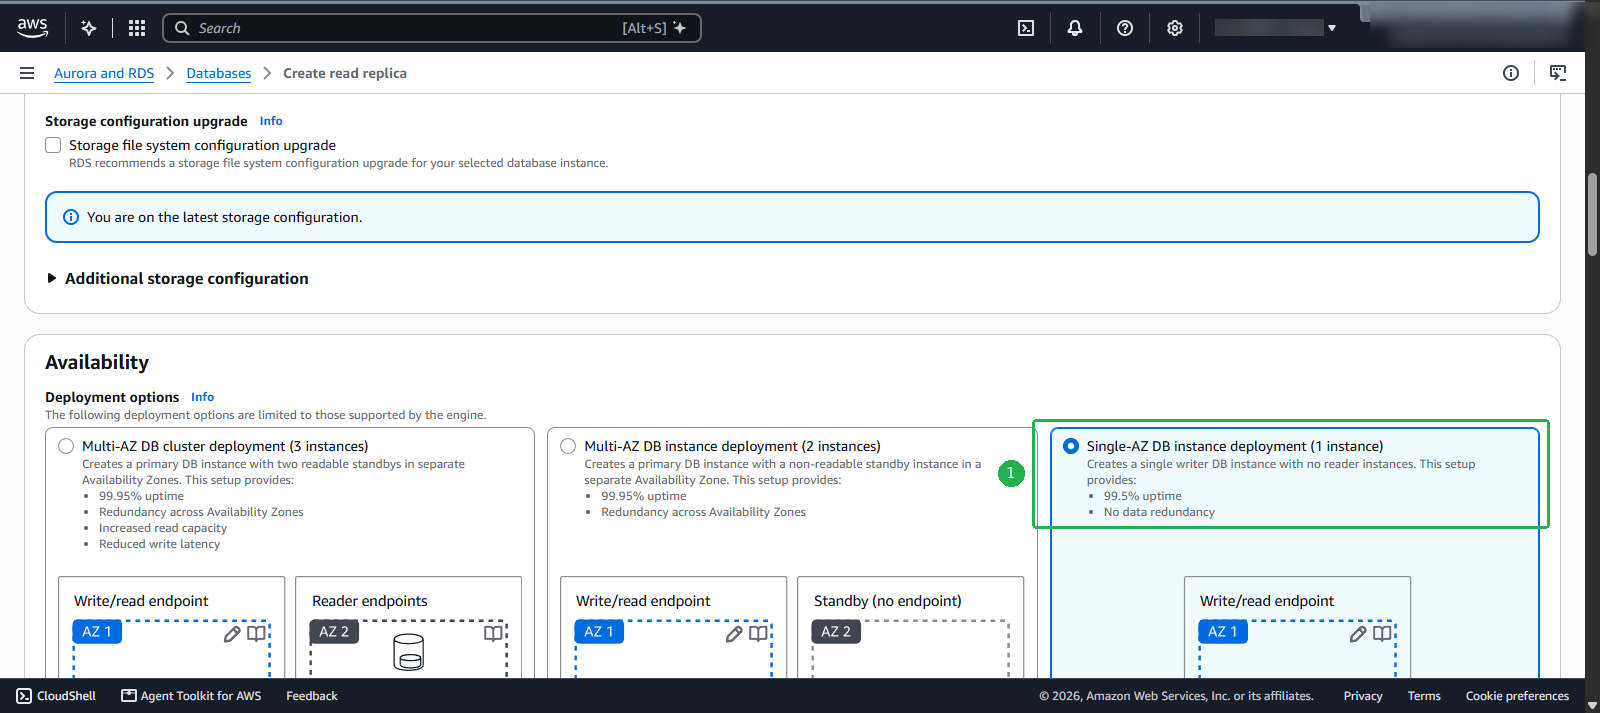 aws
Search
[Alt+S]
Aurora and RDS
Databases
Create read replica
Storage configuration upgrade Info
Storage file system configuration upgrade
RDS recommends a storage file system configuration upgrade for your selected database instance.
You are on the latest storage configuration.
Additional storage configuration
Availability
Deployment options Info
The following deployment options are limited to those supported by the engine.
Multi-AZ DB cluster deployment (3 instances)
Creates a primary DB instance with two readable standbys in separate
Availability Zones. This setup provides:
• 99.95% uptime
• Redundancy across Availability Zones
• Increased read capacity
• Reduced write latency
Write/read endpoint
AZ 1
Reader endpoints
AZ 2
Multi-AZ DB instance deployment (2 instances)
Creates a primary DB instance with a non-readable standby instance in a
separate Availability Zone. This setup provides:
• 99.95% uptime
• Redundancy across Availability Zones
Write/read endpoint
AZ 1
Standby (no endpoint)
AZ 2
1
Single-AZ DB instance deployment (1 instance)
Creates a single writer DB instance with no reader instances. This setup
provides:
• 99.5% uptime
• No data redundancy
Write/read endpoint
AZ 1
CloudShell
Agent Toolkit for AWS
Feedback
© 2026, Amazon Web Services, Inc. or its affiliates.
Privacy
Terms
Cookie preferences